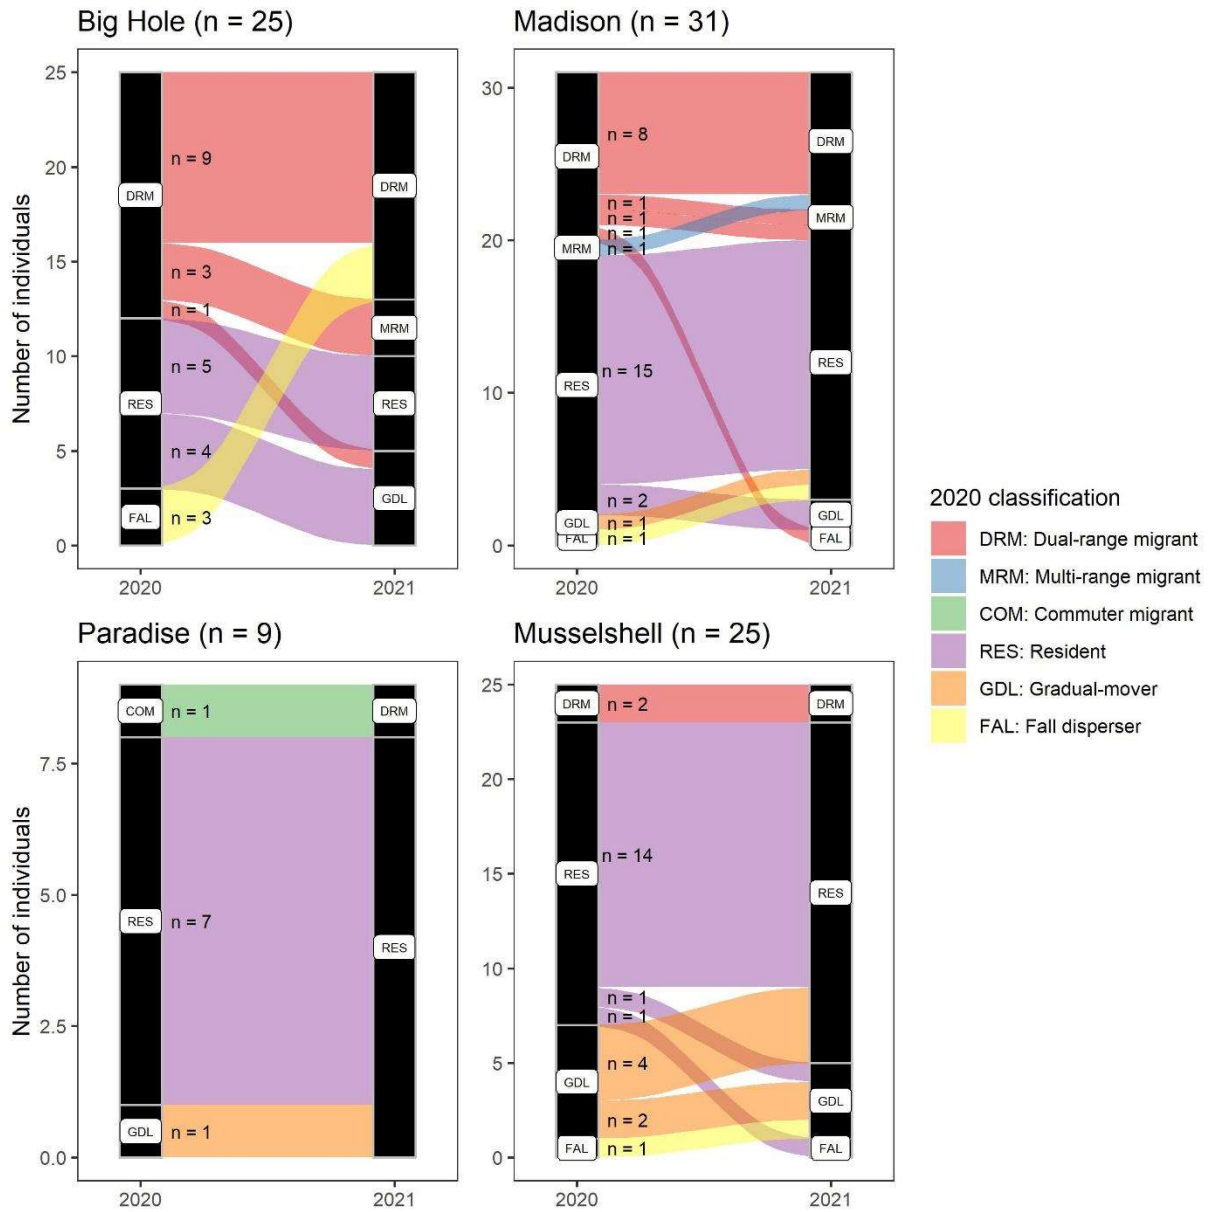 Big Hole (n = 25)
Number of individuals
25
20
15
10
5
0
DRM
RES
FAL
n = 9
n = 3
n = 1
n = 5
n = 4
n = 3
DRM
MRM
RES
GDL
2020
2021
Madison (n = 31)
30
20
10
0
DRM
MRM
RES
GDL
FAL
n = 8
n = 1
n = 1
n = 1
n = 1
n = 15
n = 2
n = 1
n = 1
DRM
MRM
RES
GDL
FAL
2020
2021
Paradise (n = 9)
Number of individuals
7.5
5.0
2.5
0.0
COM
RES
GDL
n = 1
n = 7
n = 1
DRM
RES
2020
2021
Musselshell (n = 25)
25
20
15
10
5
0
DRM
RES
GDL
FAL
n = 2
n = 14
n = 1
n = 1
n = 4
n = 2
n = 1
DRM
RES
GDL
FAL
2020
2021
2020 classification
DRM: Dual-range migrant
MRM: Multi-range migrant
COM: Commuter migrant
RES: Resident
GDL: Gradual-mover
FAL: Fall disperser